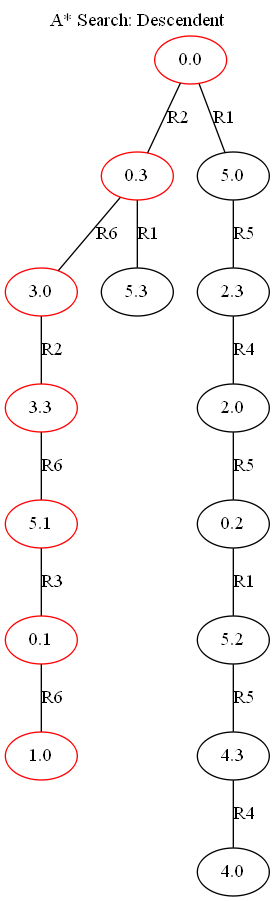 A* Search: Descendent
0.0
R2 R1
0.3 5.0
R6 R1 R5
3.0 5.3 2.3
R2 R4
3.3 2.0
R6 R5
5.1 0.2
R3 R1
0.1 5.2
R6 R5
1.0 4.3
R4
4.0